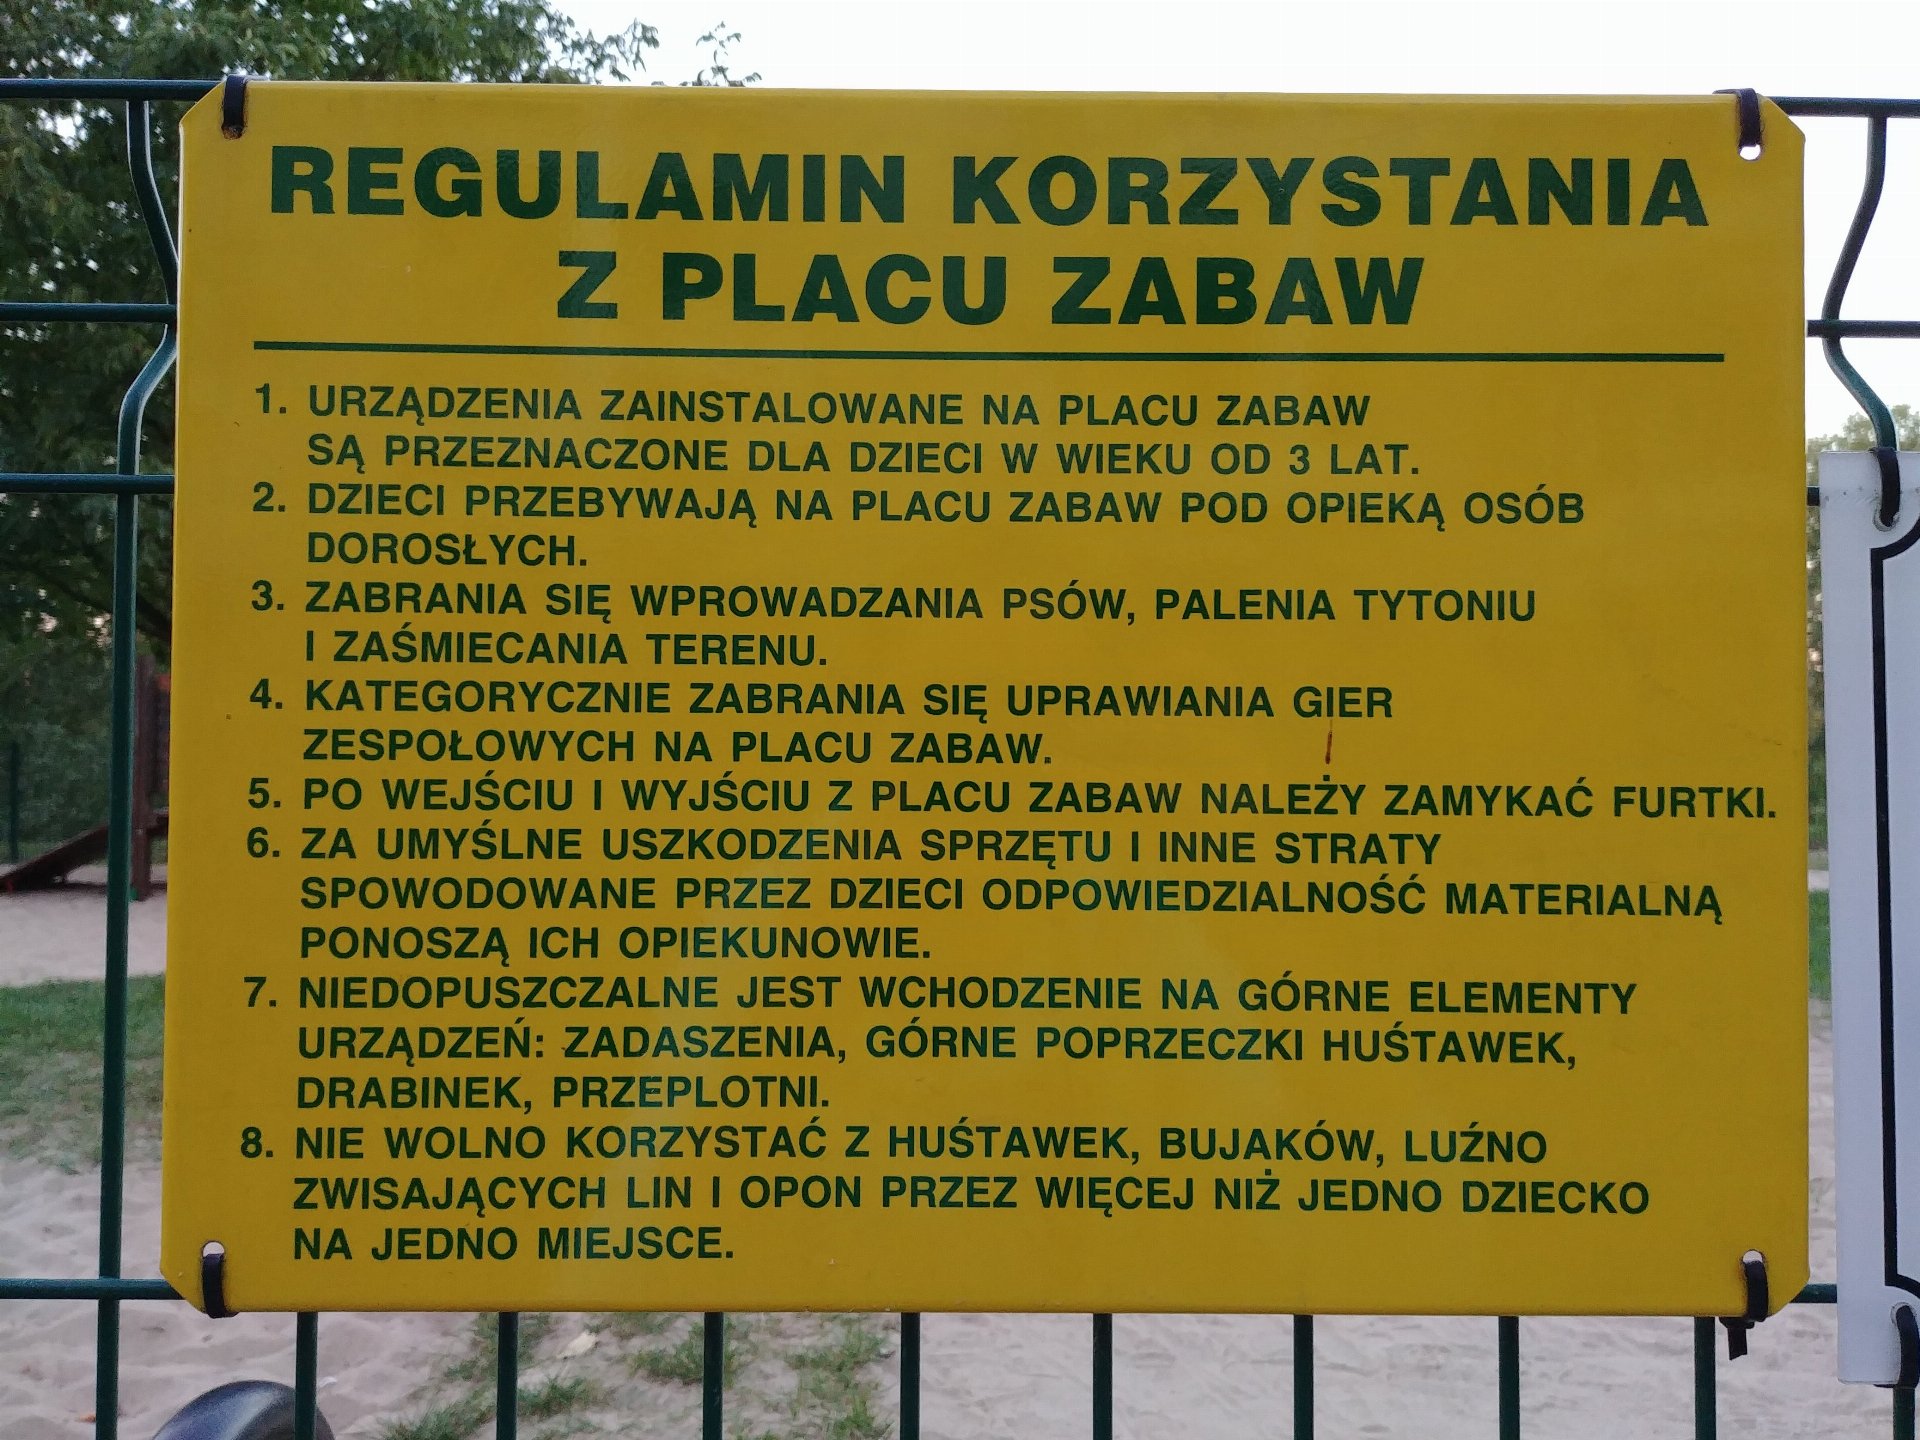 REGULAMIN KORZYSTANIA
Z PLACU ZABAW
1. URZĄDZENIA ZAINSTALOWANE NA PLACU ZABAW
SĄ PRZEZNACZONE DLA DZIECI W WIEKU OD 3 LAT.
2. DZIECI PRZEBYWAJĄ NA PLACU ZABAW POD OPIEKĄ OSÓB
DOROSŁYCH.
3. ZABRANIA SIĘ WPROWADZANIA PSÓW, PALENIA TYTONIU
I ZAŚMIECANIA TERENU.
4. KATEGORYCZNIE ZABRANIA SIĘ UPRAWIANIA GIER
ZESPOŁOWYCH NA PLACU ZABAW.
5. PO WEJŚCIU I WYJŚCIU Z PLACU ZABAW NALEŻY ZAMYKAĆ FURTKI.
6. ZA UMYŚLNE USZKODZENIA SPRZĘTU I INNE STRATY
SPOWODOWANE PRZEZ DZIECI ODPOWIEDZIALNOŚĆ MATERIALNĄ
PONOSZĄ ICH OPIEKUNOWIE.
7. NIEDOPUSZCZALNE JEST WCHODZENIE NA GÓRNE ELEMENTY
URZĄDZEŃ: ZADASZENIA, GÓRNE POPRZECZKI HUŚTAWEK,
DRABINEK, PRZEPLOTNI.
8. NIE WOLNO KORZYSTAĆ Z HUŚTAWEK, BUJAKÓW, LUŹNO
ZWISAJĄCYCH LIN I OPON PRZEZ WIĘCEJ NIŻ JEDNO DZIECKO
NA JEDNO MIEJSCE.